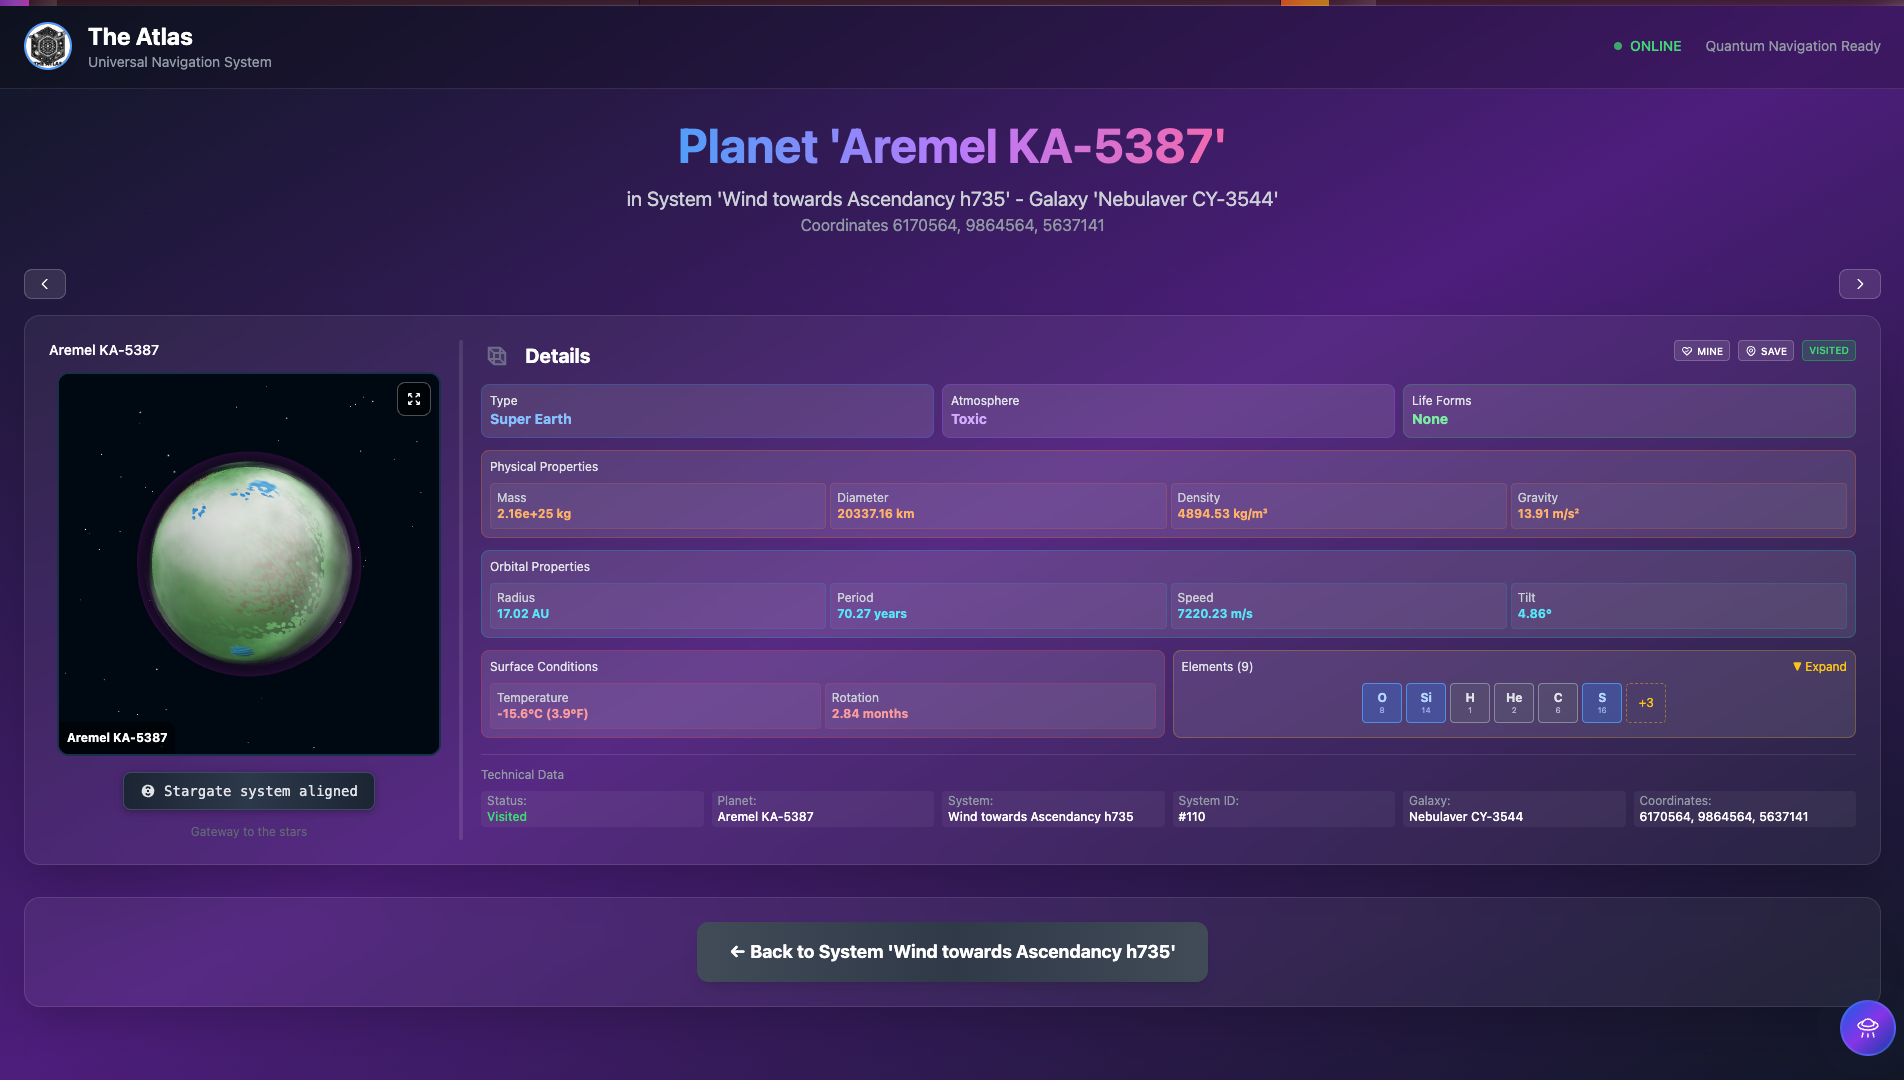 The Atlas
Universal Navigation System
ONLINE
Quantum Navigation Ready
Planet 'Aremel KA-5387'
in System 'Wind towards Ascendancy h735' - Galaxy 'Nebulaver CY-3544'
Coordinates 6170564, 9864564, 5637141
Aremel KA-5387
Aremel KA-5387
Stargate system aligned
Gateway to the stars
Details
MINE
SAVE
VISITED
Type
Super Earth
Atmosphere
Toxic
Life Forms
None
Physical Properties
Mass
2.16e+25 kg
Diameter
20337.16 km
Density
4894.53 kg/m³
Gravity
13.91 m/s²
Orbital Properties
Radius
17.02 AU
Period
70.27 years
Speed
7220.23 m/s
Tilt
4.86°
Surface Conditions
Temperature
-15.6°C (3.9°F)
Rotation
2.84 months
Elements (9)
▼ Expand
O
8
Si
14
H
1
He
2
C
6
S
16
+3
Technical Data
Status:
Visited
Planet:
Aremel KA-5387
System:
Wind towards Ascendancy h735
System ID:
#110
Galaxy:
Nebulaver CY-3544
Coordinates:
6170564, 9864564, 5637141
← Back to System 'Wind towards Ascendancy h735'